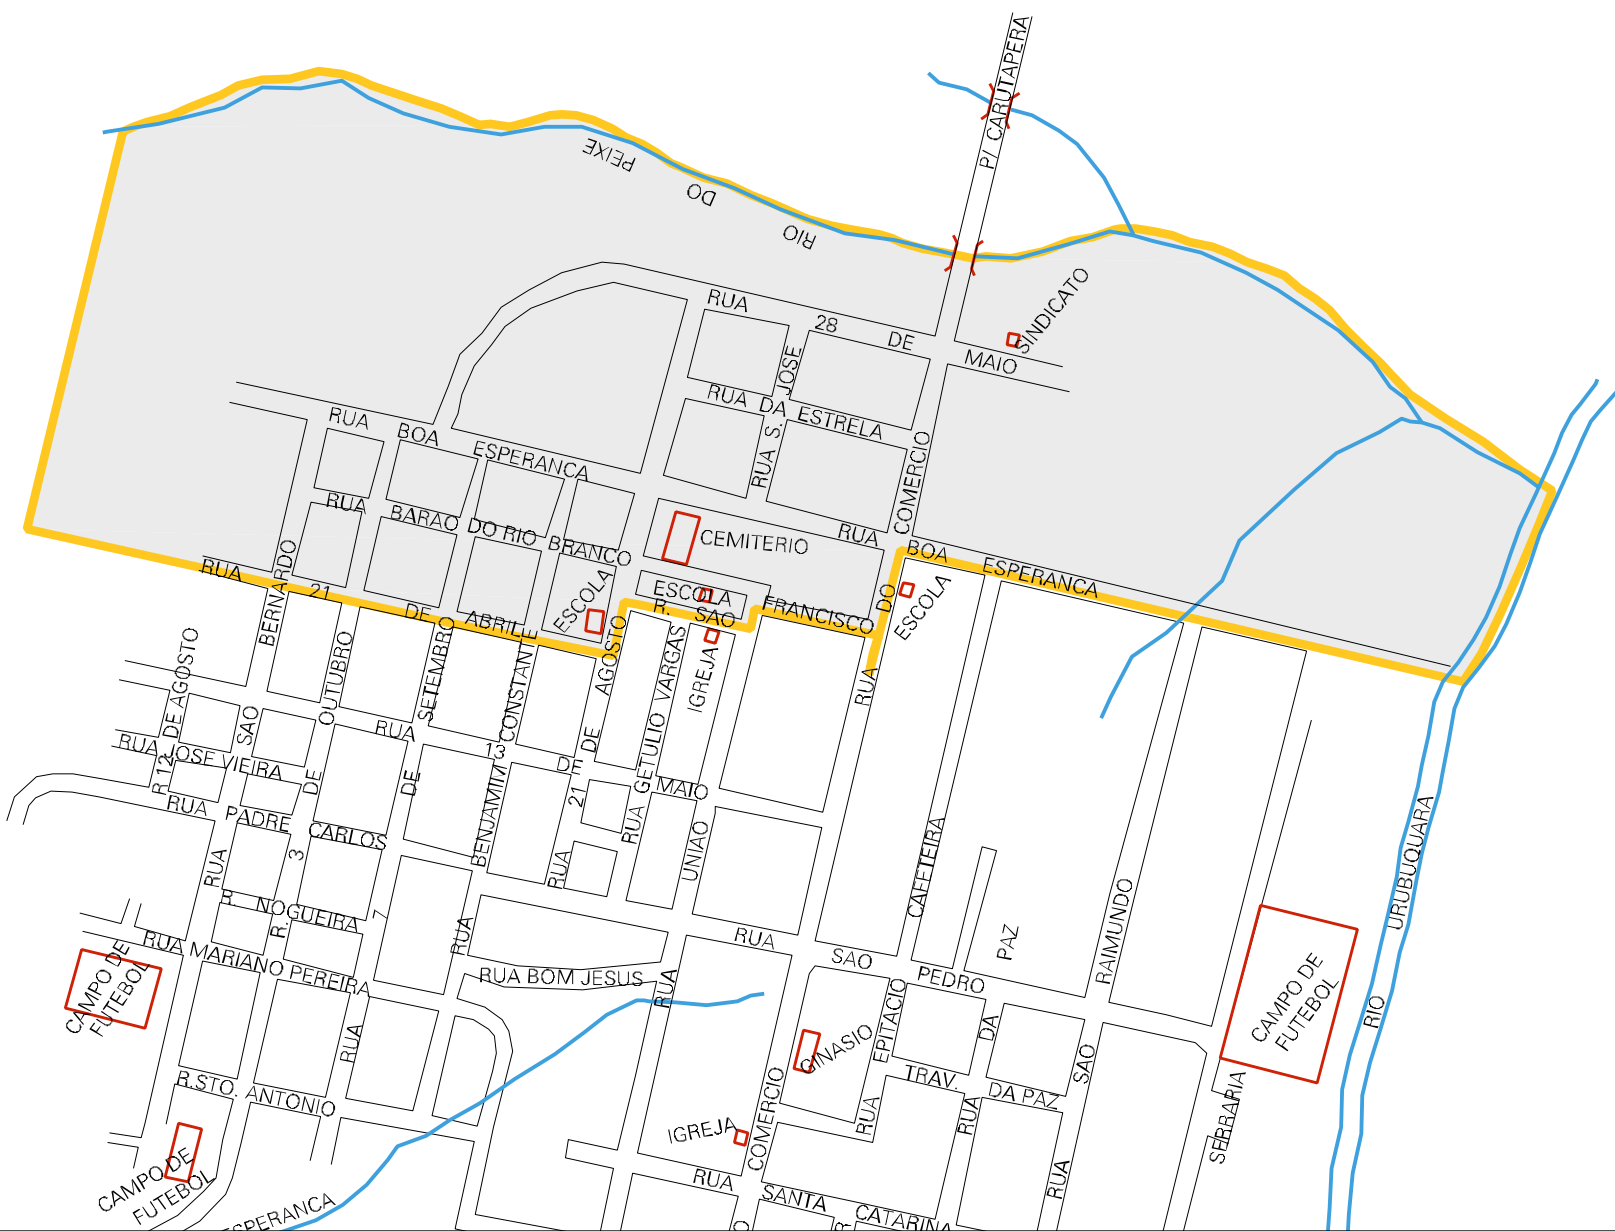 P/ CARUTAPERA
RIO DO PEIXE
SINDICATO
RUA 28 DE MAIO
RUA S. JOSE
RUA DA ESTRELA
RUA BOA ESPERANCA
RUA BOA ESPERANCA
RUA BARAO DO RIO BRANCO
CEMITERIO
ESCOLA
ESCOLA
ESCOLA
R. SAO FRANCISCO
RUA 21 DE ABRIL
RUA DO COMERCIO
RUA SAO BERNARDO
R 12 DE AGOSTO
R. 3 DE OUTUBRO
RUA 7 DE SETEMBRO
RUA BENJAMIM CONSTANTE
RUA 21 DE AGOSTO
RUA GETULIO VARGAS
IGREJA
RUA UNIAO
RUA 13 DE MAIO
RUA JOSE VIEIRA
RUA PADRE CARLOS
R. NOGUEIRA
RUA MARIANO PEREIRA
RUA BOM JESUS
RUA SAO PEDRO
CAFETEIRA
PAZ
DA
RUA
RUA SAO RAIMUNDO
RIO URUBUQUARA
CAMPO DE
FUTEBOL
CAMPO DE
FUTEBOL
CAMPO DE
FUTEBOL
GINASIO
RUA EPITACIO
TRAV. DA PAZ
SERRARIA
R.STO. ANTONIO
IGREJA
COMERCIO
RUA SANTA CATARINA
ESPERANCA